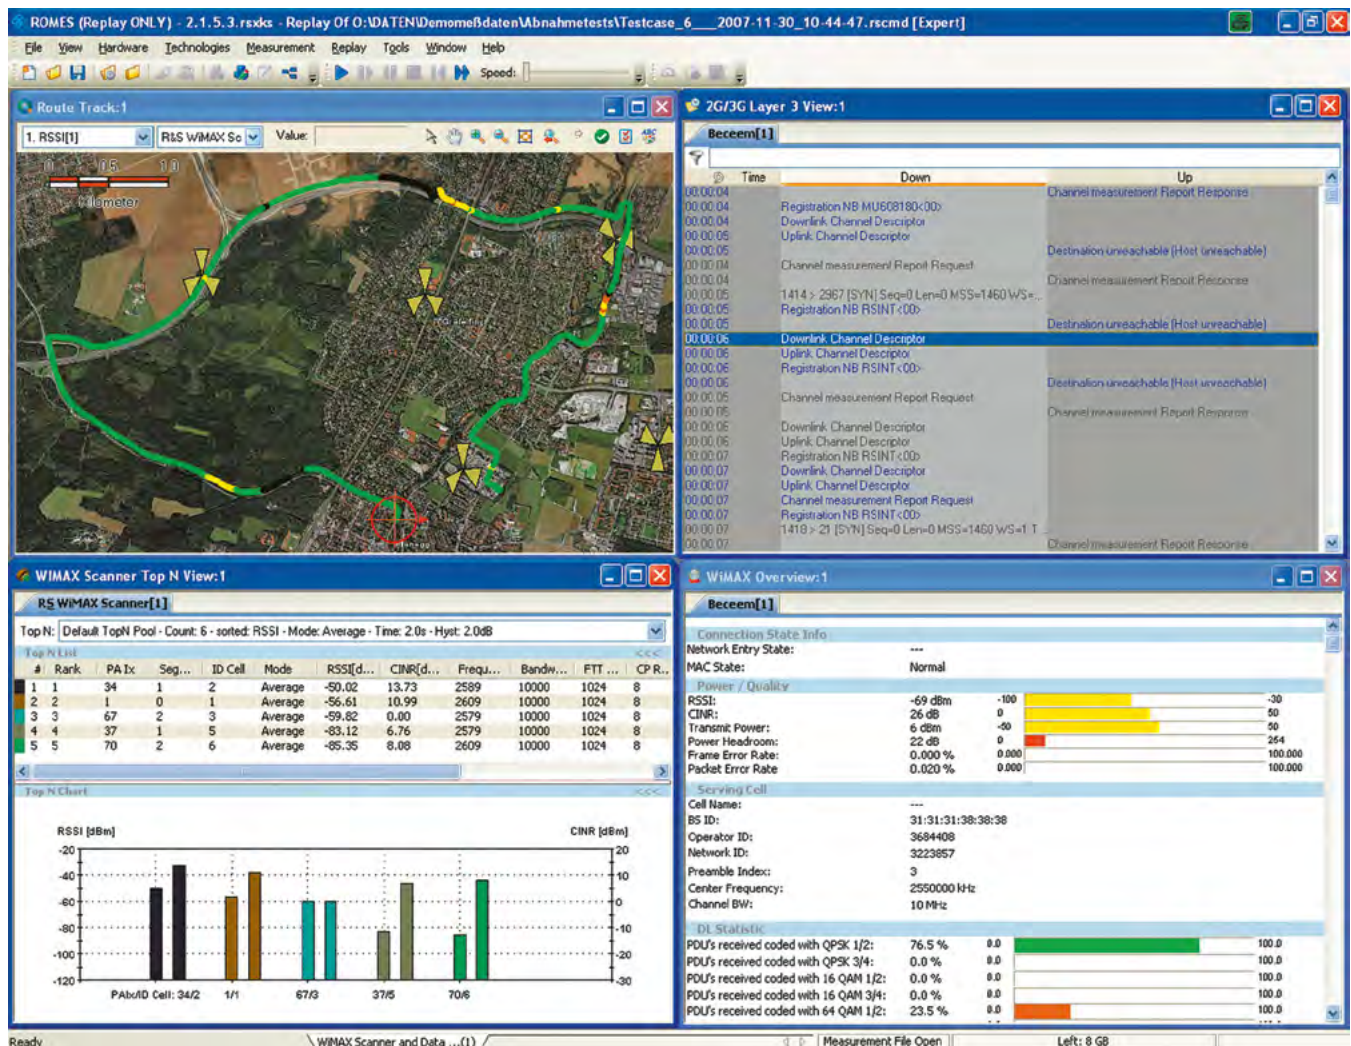 ROMES (Replay ONLY) - 2.1.5.3.rsxks - Replay Of O:\DATEN\Demomeßdaten\Abnahmetests\Testcase_6___2007-11-30_10-44-47.rscmd [Expert]
File View Hardware Technologies Measurement Replay Tools Window Help
Speed:
Route Track:1
1. RSSI[1] R&S WiMAX Sc Value:
0 0.5 1.0
Kilometer
2G/3G Layer 3 View:1
Beceem[1]
Time Down Up
00:00:04 Channel measurement Report Response
00:00:04 Registration NB MU608180<00>
00:00:04 Downlink Channel Descriptor
00:00:05 Uplink Channel Descriptor
00:00:05 Destination unreachable (Host unreachable)
00:00:04 Channel measurement Report Request
00:00:04 Channel measurement Report Response
00:00:05 1414 > 2967 [SYN] Seq=0 Len=0 MSS=1460 WS=...
00:00:05 Registration NB RSINT<00>
00:00:05 Destination unreachable (Host unreachable)
00:00:06 Downlink Channel Descriptor
00:00:06 Uplink Channel Descriptor
00:00:06 Registration NB RSINT<00>
00:00:06 Destination unreachable (Host unreachable)
00:00:05 Channel measurement Report Request
00:00:05 Channel measurement Report Response
00:00:06 Downlink Channel Descriptor
00:00:06 Uplink Channel Descriptor
00:00:06 Registration NB RSINT<00>
00:00:07 Downlink Channel Descriptor
00:00:07 Uplink Channel Descriptor
00:00:07 Channel measurement Report Request
00:00:07 Registration NB RSINT<00>
00:00:07 1418 > 21 [SYN] Seq=0 Len=0 MSS=1460 WS=1 T...
00:00:07 Channel measurement Report Response
WIMAX Scanner Top N View:1
RS WiMAX Scanner[1]
Top N: Default TopN Pool - Count: 6 - sorted: RSSI - Mode: Average - Time: 2.0s - Hyst: 2.0dB
Top N List <<<
# Rank PA Ix Seg... ID Cell Mode RSSI[d... CINR[d... Frequ... Bandw... FTT ... CP R...
1 1 34 1 2 Average -50.02 13.73 2589 10000 1024 8
2 2 1 0 1 Average -56.61 10.99 2609 10000 1024 8
3 3 67 2 3 Average -59.82 0.00 2579 10000 1024 8
4 4 37 1 5 Average -83.12 6.76 2579 10000 1024 8
5 5 70 2 6 Average -85.35 8.08 2609 10000 1024 8
Top N Chart <<<
RSSI [dBm] CINR [dBm]
-20 20
-40 10
-60 0
-80 -10
-100 -20
-120 -30
PAbx/ID Cell: 34/2 1/1 67/3 37/5 70/6
WiMAX Overview:1
Beceem[1]
Connection State Info
Network Entry State: ---
MAC State: Normal
Power / Quality
RSSI: -69 dBm -100 -30
CINR: 26 dB 0 50
Transmit Power: 6 dBm -50 50
Power Headroom: 22 dB 0 254
Frame Error Rate: 0.000 % 0.000 100.000
Packet Error Rate 0.020 % 0.000 100.000
Serving Cell
Cell Name: ---
BS ID: 31:31:31:38:38:38
Operator ID: 3684408
Network ID: 3223857
Preamble Index: 3
Center Frequency: 2550000 kHz
Channel BW: 10 MHz
DL Statistic
PDU's received coded with QPSK 1/2: 76.5 % 0.0 100.0
PDU's received coded with QPSK 3/4: 0.0 % 0.0 100.0
PDU's received coded with 16 QAM 1/2: 0.0 % 0.0 100.0
PDU's received coded with 16 QAM 3/4: 0.0 % 0.0 100.0
PDU's received coded with 64 QAM 1/2: 23.5 % 0.0 100.0
Ready WiMAX Scanner and Data ...(1) Measurement File Open Left: 8 GB